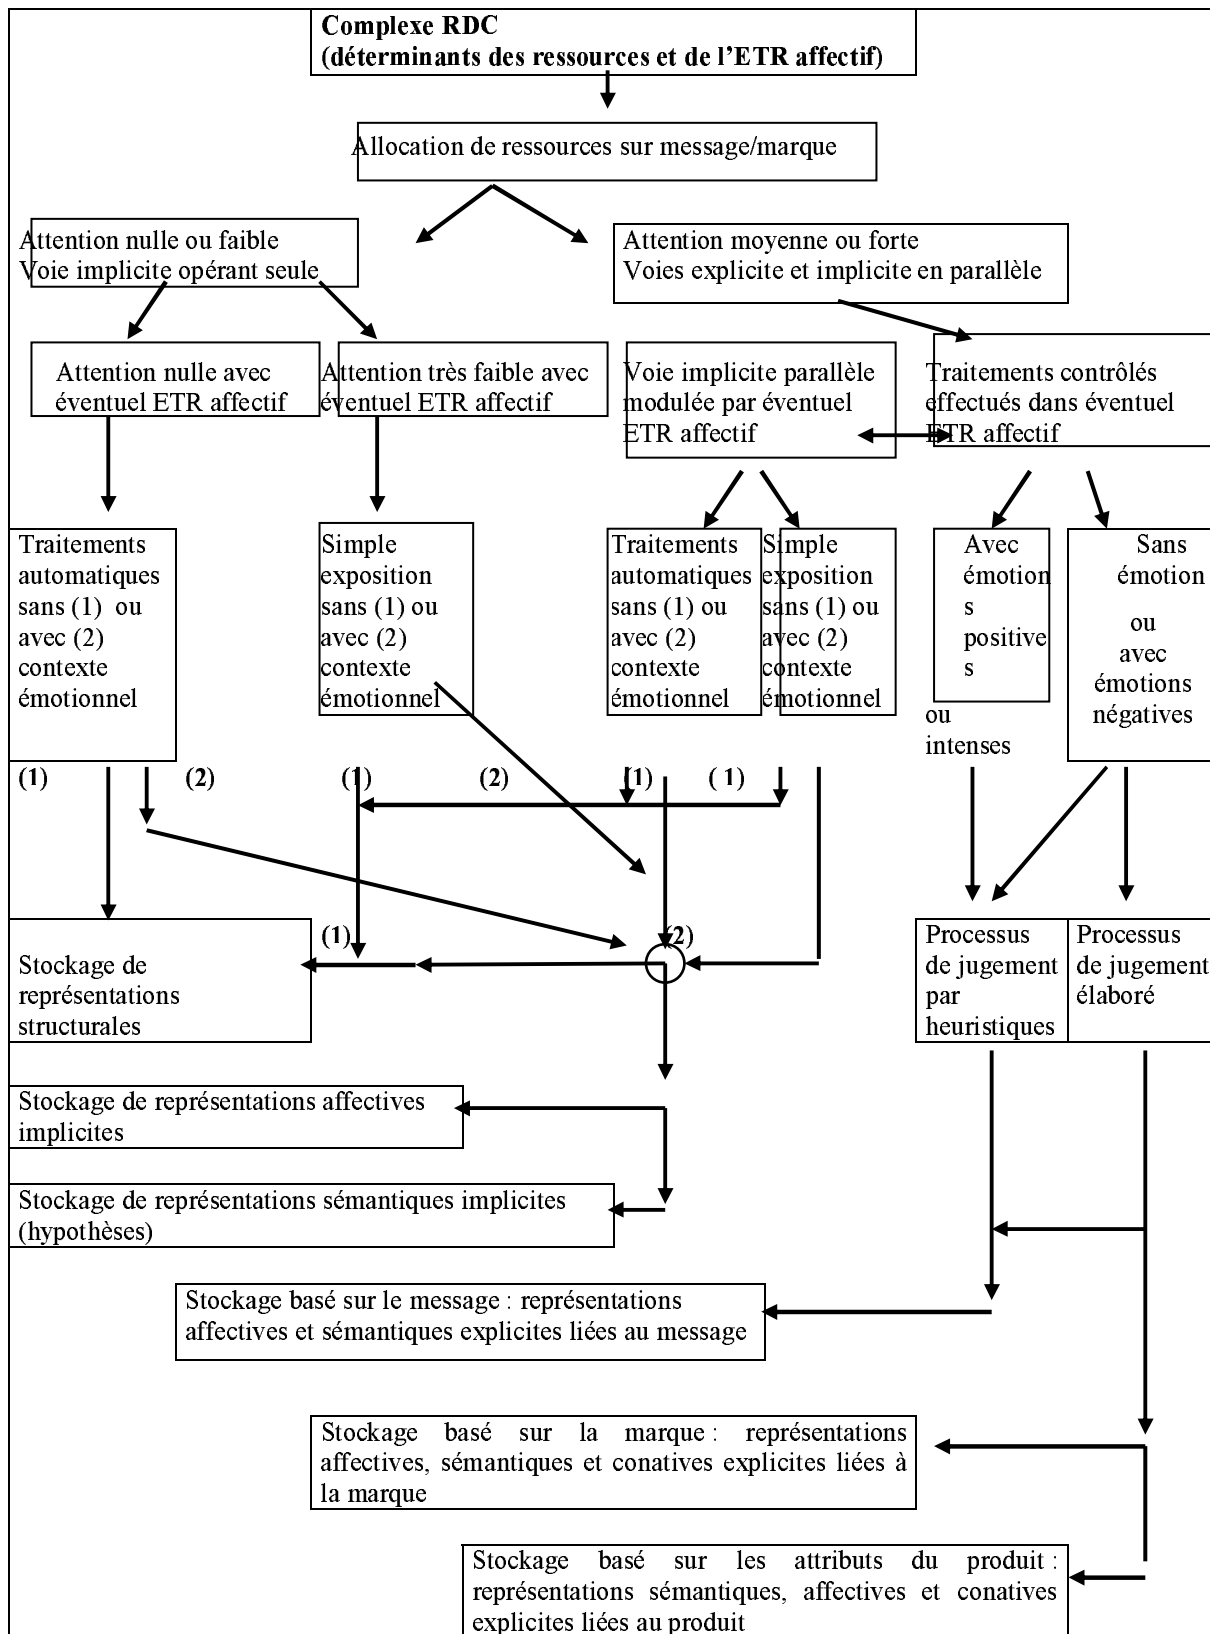 Complexe RDC
(déterminants des ressources et de l’ETR affectif)
Allocation de ressources sur message/marque
Attention nulle ou faible
Voie implicite opérant seule
Attention moyenne ou forte
Voies explicite et implicite en parallèle
Attention nulle avec
éventuel ETR affectif
Attention très faible avec
éventuel ETR affectif
Voie implicite parallèle
modulée par éventuel
ETR affectif
Traitements contrôlés
effectués dans éventuel
ETR affectif
Traitements
automatiques
sans (1) ou
avec (2)
contexte
émotionnel
Simple
exposition
sans (1) ou
avec (2)
contexte
émotionnel
Traitements
automatiques
sans (1) ou
avec (2)
contexte
émotionnel
Simple
exposition
sans (1) ou
avec (2)
contexte
émotionnel
Avec
émotion
s
positive
s
ou
intenses
Sans
émotion
ou
avec
émotions
négatives
(1)
(2)
(1)
(2)
(1)
( 1)
(1)
(2)
Stockage de
représentations
structurales
Processus
de jugement
par
heuristiques
Processus
de jugement
élaboré
Stockage de représentations affectives
implicites
Stockage de représentations sémantiques implicites
(hypothèses)
Stockage basé sur le message : représentations
affectives et sémantiques explicites liées au message
Stockage basé sur la marque : représentations
affectives, sémantiques et conatives explicites liées à
la marque
Stockage basé sur les attributs du produit :
représentations sémantiques, affectives et conatives
explicites liées au produit